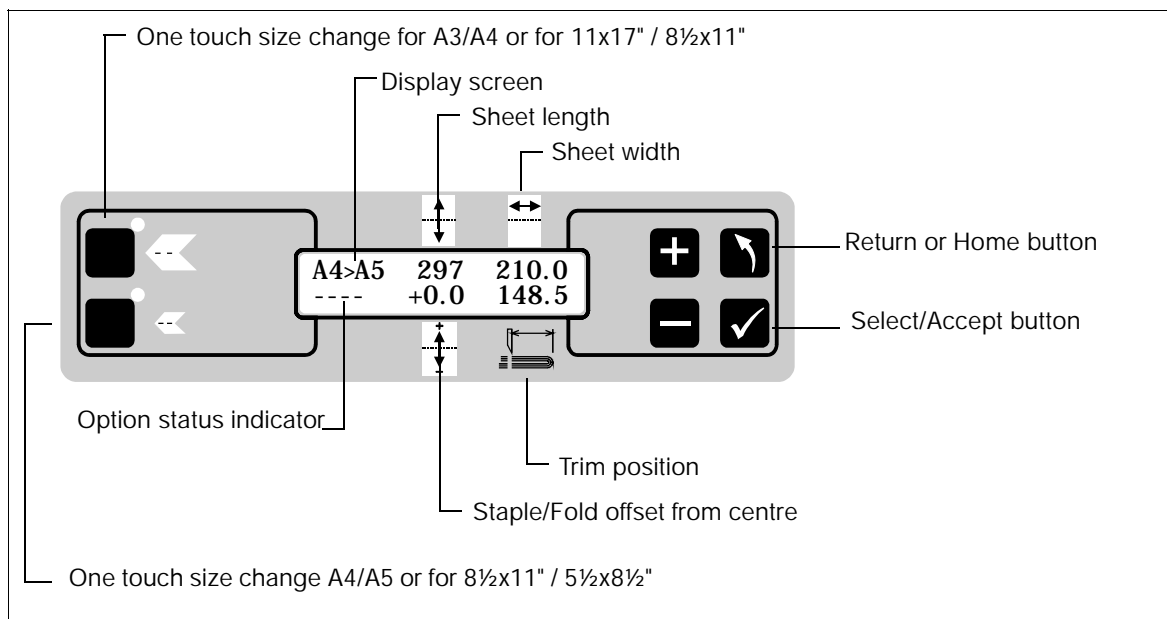 One touch size change for A3/A4 or for 11x17" / 8½x11"
Display screen
Sheet length
Sheet width
A4>A5 297 210.0
---- +0.0 148.5
--
--
+
-
Return or Home button
Select/Accept button
Option status indicator
Trim position
Staple/Fold offset from centre
One touch size change A4/A5 or for 8½x11" / 5½x8½"